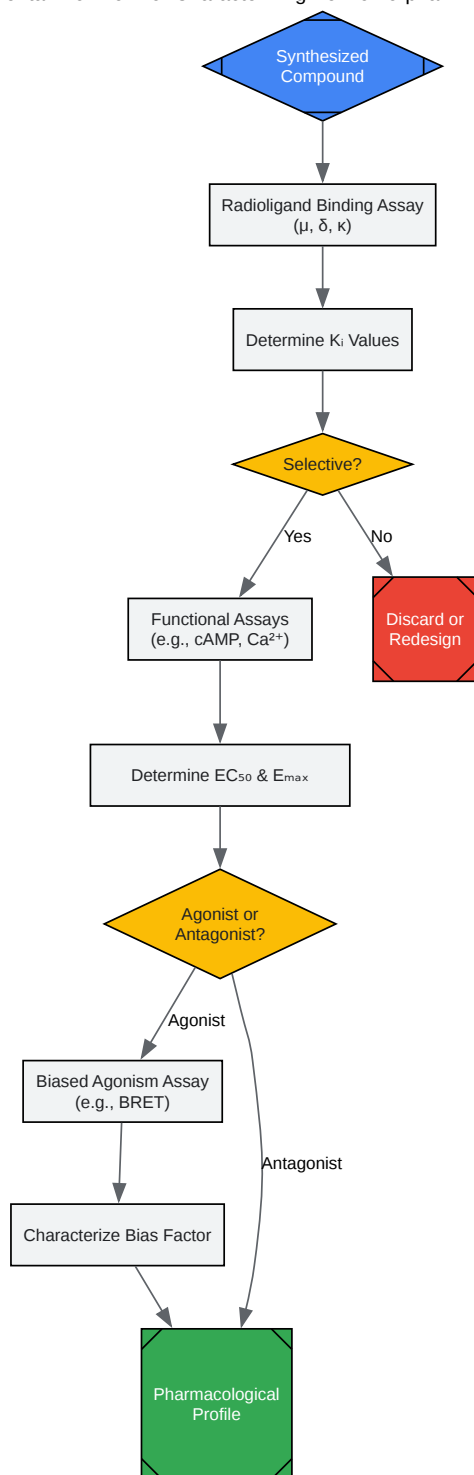 Synthesized
Compound
Radioligand Binding Assay
(μ, δ, κ)
Determine Kᵢ Values
Selective?
Yes
No
Functional Assays
(e.g., cAMP, Ca²⁺)
Discard or
Redesign
Determine EC₅₀ & Eₘₐₓ
Agonist or
Antagonist?
Agonist
Biased Agonism Assay
(e.g., BRET)
Antagonist
Characterize Bias Factor
Pharmacological
Profile